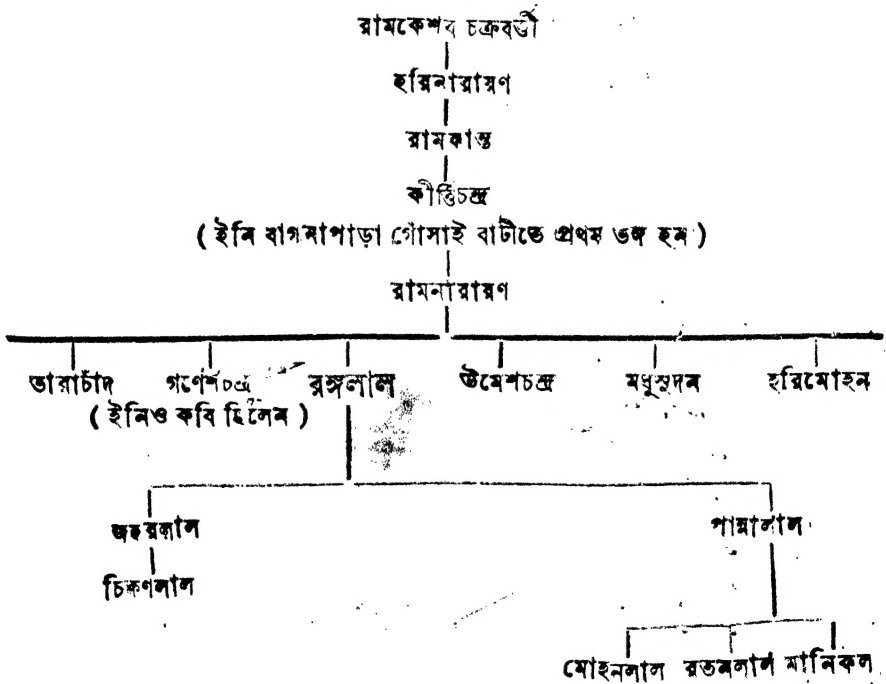 রামকেশব চক্রবর্ত্তী
হরিনারায়ণ
রামকান্ত
কীর্ত্তিচন্দ্র
( ইনি বাগনাপাড়া গোঁসাই বাটীতে প্রথম ভঙ্গ হন )
রামনারায়ণ
তারাচাঁদ গণেশচন্দ্র রঙ্গলাল উমেশচন্দ্র মধুসূদন হরিমোহন
( ইনিও কবি ছিলেন )
জহরলাল পান্নালাল
চিকণলাল
মোহনলাল রতনলাল মানিকল